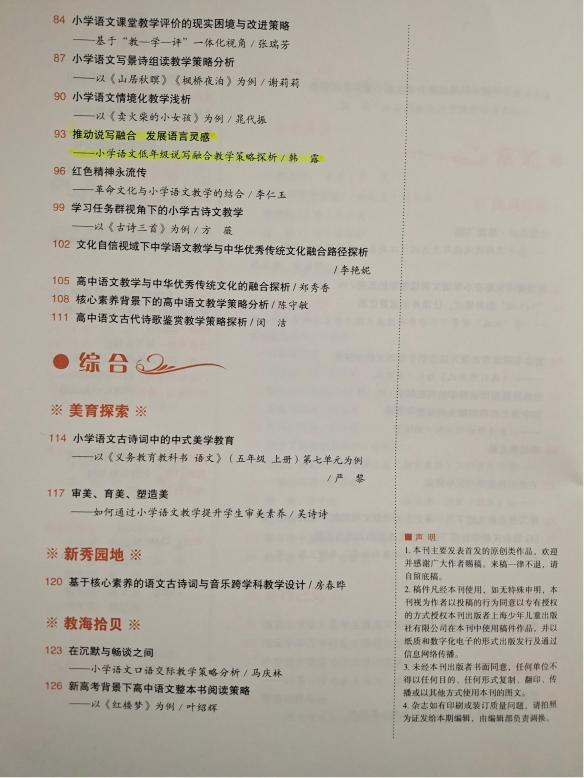 84 小学语文课堂教学评价的现实困境与改进策略
——基于“教—学—评”一体化视角 / 张瑞芳
87 小学语文写景诗组读教学策略分析
——以《山居秋暝》《枫桥夜泊》为例 / 谢莉莉
90 小学语文情境化教学浅析
——以《卖火柴的小女孩》为例 / 晁代振
93 推动说写融合 发展语言灵感
——小学语文低年级说写融合教学策略探析 / 韩 露
96 红色精神永流传
——革命文化与小学语文教学的结合 / 李仁玉
99 学习任务群视角下的小学古诗文教学
——以《古诗三首》为例 / 方 葳
102 文化自信视域下中学语文教学与中华优秀传统文化融合路径探析
/ 李艳妮
105 高中语文教学与中华优秀传统文化的融合探析 / 郑秀香
108 核心素养背景下的高中语文教学策略分析 / 陈守敏
111 高中语文古代诗歌鉴赏教学策略探析 / 闵 洁
● 综合
※ 美育探索 ※
114 小学语文古诗词中的中式美学教育
——以《义务教育教科书 语文》（五年级 上册）第七单元为例
/ 严 黎
117 审美、育美、塑造美
——如何通过小学语文教学提升学生审美素养 / 吴诗诗
※ 新秀园地 ※
120 基于核心素养的语文古诗词与音乐跨学科教学设计 / 房春晔
※ 教海拾贝 ※
123 在沉默与畅谈之间
——小学语文口语交际教学策略分析 / 马庆林
126 新高考背景下高中语文整本书阅读策略
——以《红楼梦》为例 / 叶绍辉
■ 声 明
1. 本刊主要发表首发的原创类作品，欢迎
并感谢广大作者赐稿。来稿一律不退，请
自留底稿。
2. 稿件凡经本刊使用，如无特殊申明，本
刊视为作者以投稿的行为同意以专有授权
的方式授权本刊出版者上海少年儿童出版
社有限公司在本刊中使用稿件作品，并以
纸质和数字化电子的形式出版发行及通过
信息网络传播。
3. 未经本刊出版者书面同意，任何单位不
得以任何目的、任何形式复制、翻印、传
播或以其他方式使用本刊的图文。
4. 杂志如有印刷或装订质量问题，请拍照
为证发给本期编辑，由编辑部负责调换。